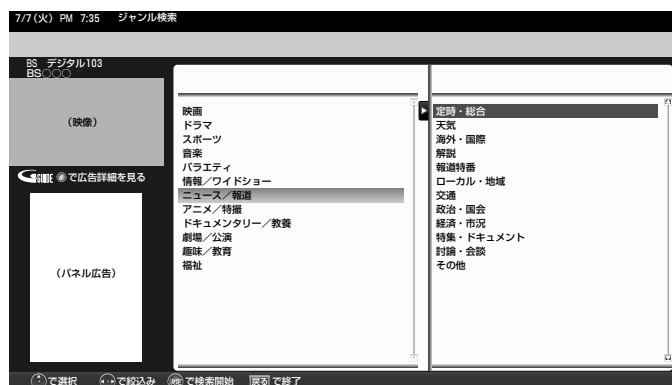 7/7(火) PM 7:35 ジャンル検索
BS デジタル103
BS○○○
(映像)
GGUIDE dで広告詳細を見る
(パネル広告)
映画
ドラマ
スポーツ
音楽
バラエティ
情報/ワイドショー
ニュース/報道
アニメ/特撮
ドキュメンタリー/教養
劇場/公演
趣味/教育
福祉
定時・総合
天気
海外・国際
解説
報道特番
ローカル・地域
交通
政治・国会
経済・市況
特集・ドキュメント
討論・会談
その他
で選択 で絞込み 決定で検索開始 戻るで終了